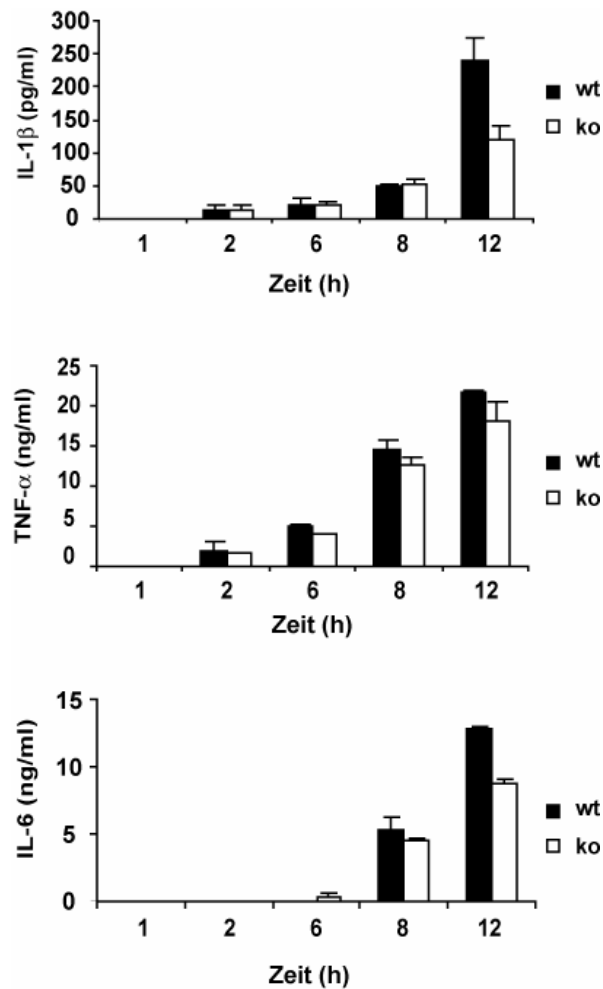 IL-1β (pg/ml)
300
250
200
150
100
50
0
1 2 6 8 12
Zeit (h)
wt
ko
TNF-α (ng/ml)
25
20
15
10
5
0
1 2 6 8 12
Zeit (h)
wt
ko
IL-6 (ng/ml)
15
10
5
0
1 2 6 8 12
Zeit (h)
wt
ko